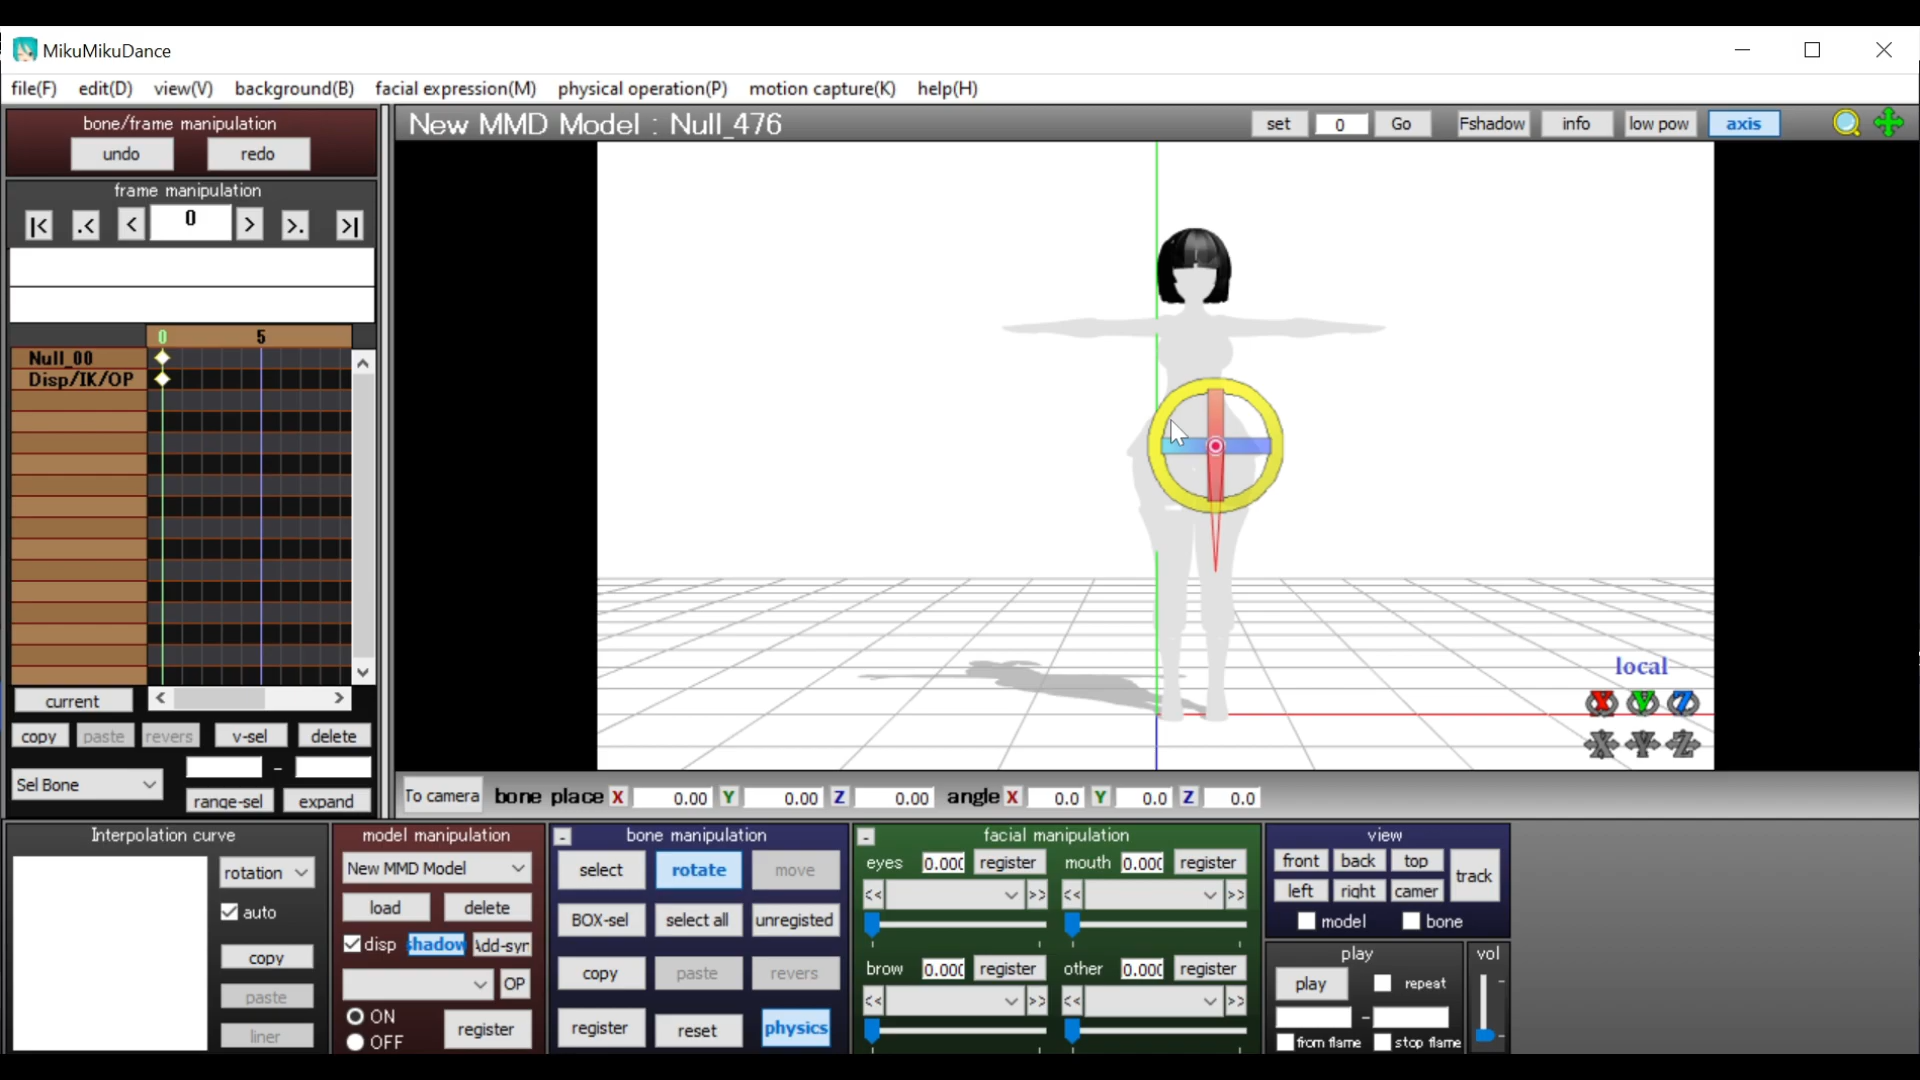 MikuMikuDance
file(F) edit(D) view(V) background(B) facial expression(M) physical operation(P) motion capture(K) help(H)
bone/frame manipulation
undo redo
New MMD Model : Null_476
set 0 Go Fshadow info low pow axis
frame manipulation
|< .< < 0 > >. >|
0 5
Null_00
Disp/IK/OP
current < >
copy paste revers v-sel delete
Sel Bone -
range-sel expand
local
X Y Z
X Y Z
To camera bone place X 0.00 Y 0.00 Z 0.00 angle X 0.0 Y 0.0 Z 0.0
Interpolation curve
rotation
auto
copy
paste
liner
model manipulation
New MMD Model
load delete
disp shadow Add-syn
OP
ON
OFF
register
- bone manipulation
select rotate move
BOX-sel select all unregisted
copy paste revers
register reset physics
- facial manipulation
eyes 0.000 register mouth 0.000 register
<< >> << >>
brow 0.000 register other 0.000 register
<< >> << >>
view
front back top
left right camer
track
model bone
play
play repeat
-
from flame stop flame
vol